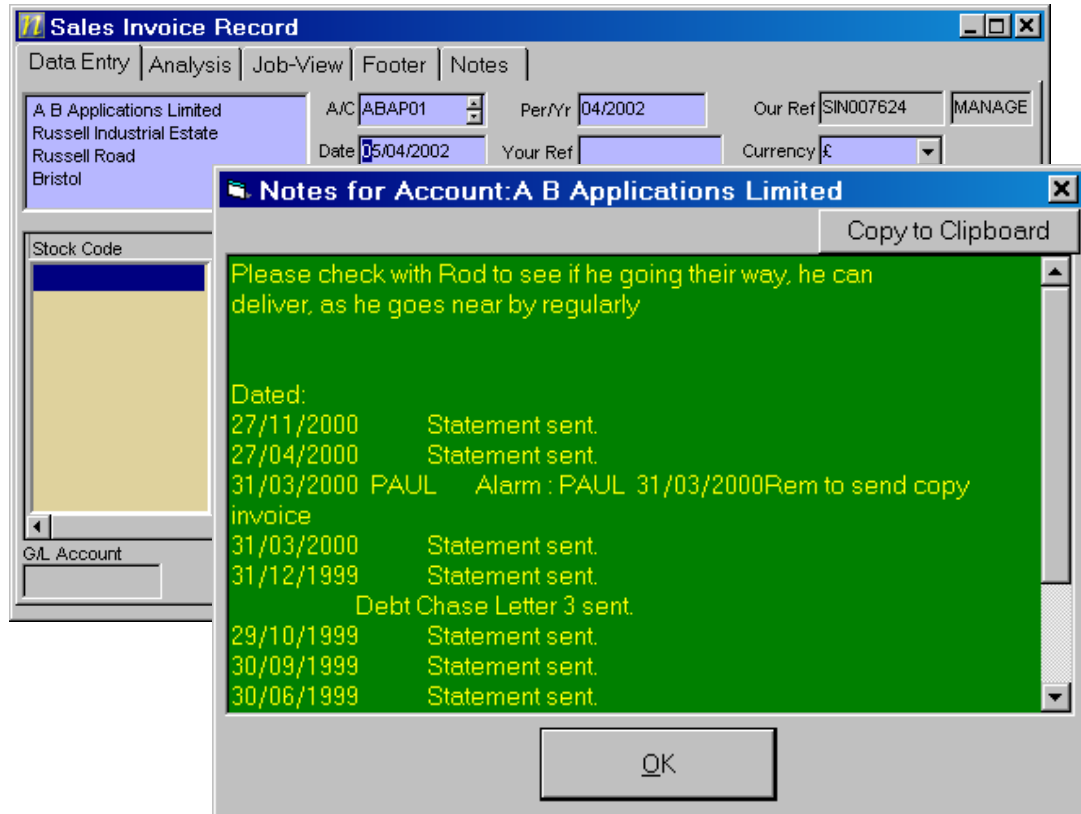 Sales Invoice Record
Data Entry Analysis Job-View Footer Notes
A B Applications Limited
Russell Industrial Estate
Russell Road
Bristol
A/C ABAP01 Per/Yr 04/2002 Our Ref SIN007624 MANAGE
Date 05/04/2002 Your Ref Currency £
Stock Code
G/L Account
Notes for Account:A B Applications Limited
Copy to Clipboard
Please check with Rod to see if he going their way, he can
deliver, as he goes near by regularly
Dated:
27/11/2000 Statement sent.
27/04/2000 Statement sent.
31/03/2000 PAUL Alarm : PAUL 31/03/2000Rem to send copy
invoice
31/03/2000 Statement sent.
31/12/1999 Statement sent.
Debt Chase Letter 3 sent.
29/10/1999 Statement sent.
30/09/1999 Statement sent.
30/06/1999 Statement sent.
OK